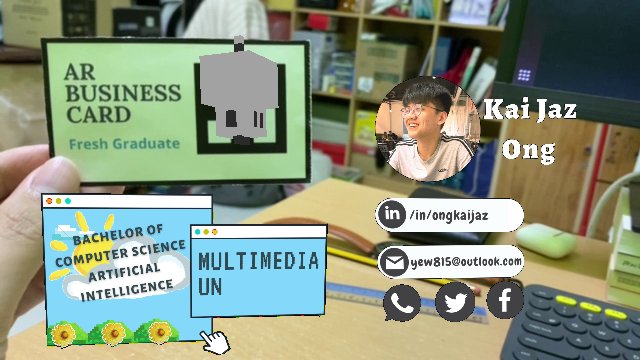 AR
BUSINESS
CARD
Fresh Graduate
Kai Jaz
Ong
in /in/ongkaijaz
yew815@outlook.com
BACHELOR OF
COMPUTER SCIENCE
ARTIFICIAL
INTELLIGENCE
MULTIMEDIA
UN